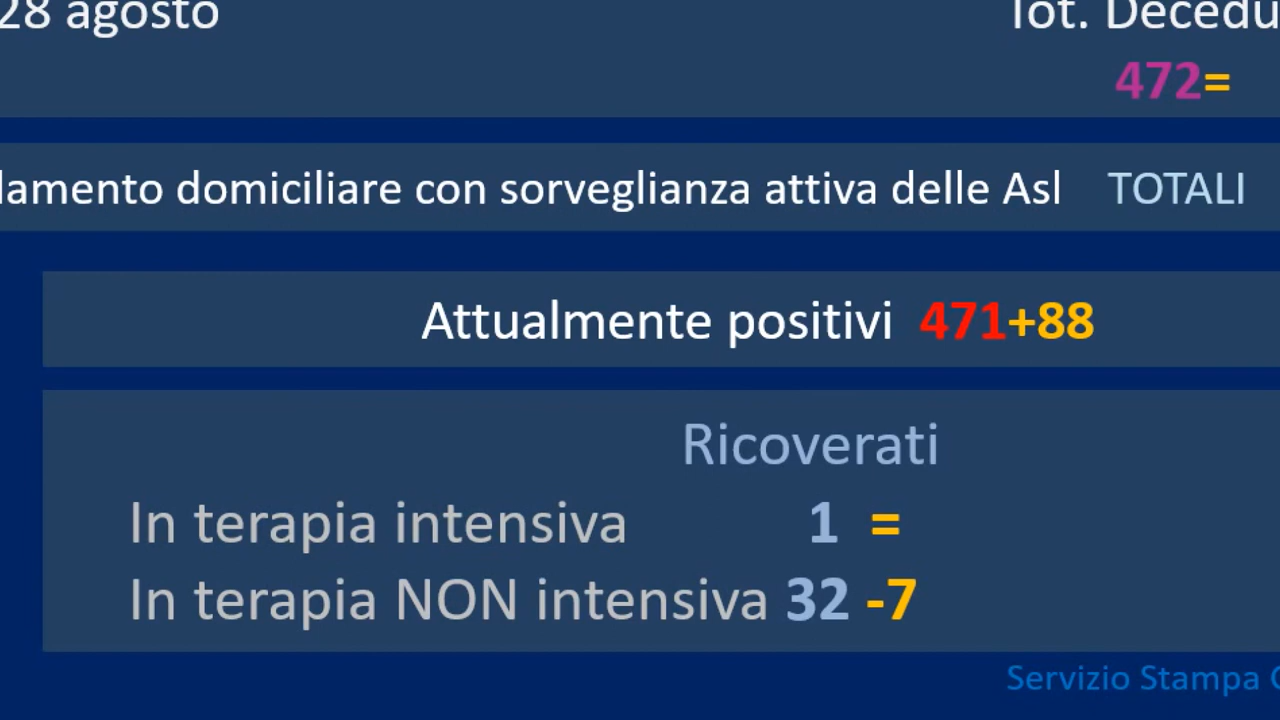 28 agosto
Tot. Decedu
472=
lamento domiciliare con sorveglianza attiva delle Asl TOTALI
Attualmente positivi 471+88
Ricoverati
In terapia intensiva 1 =
In terapia NON intensiva 32 -7
Servizio Stampa